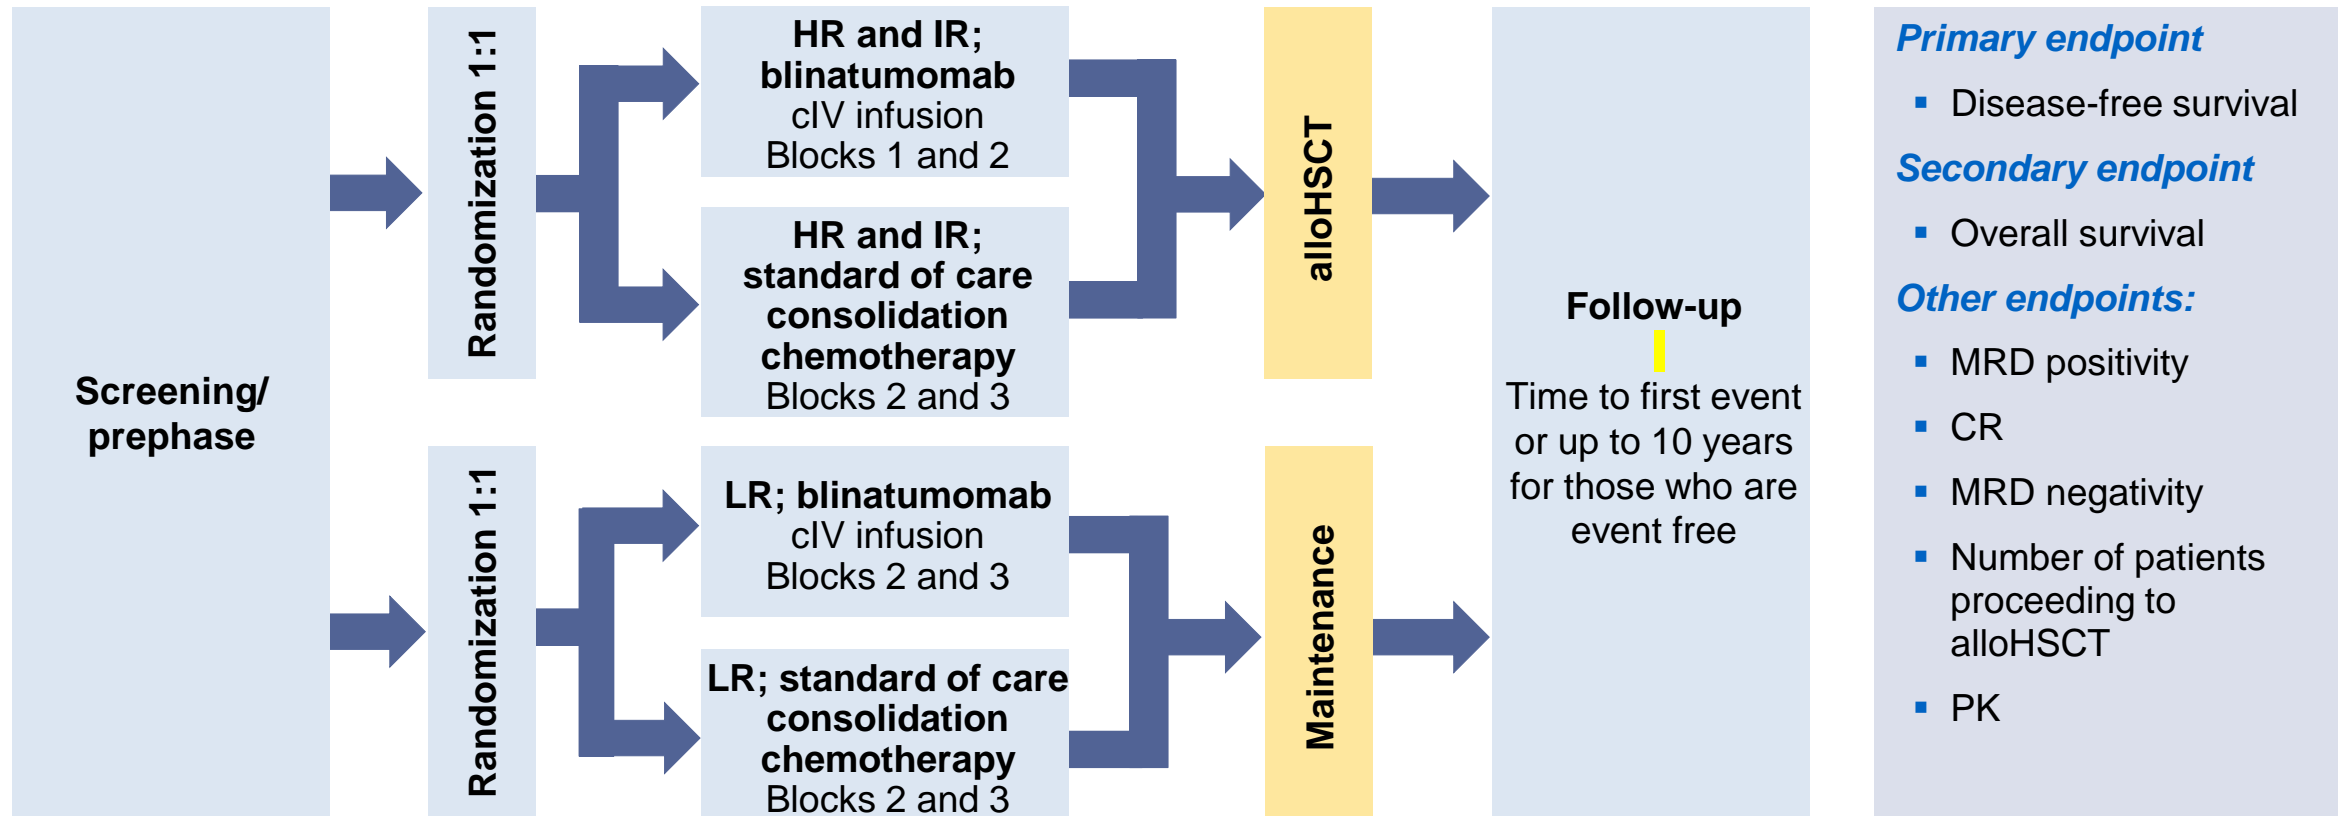 Screening/
prephase
Randomization 1:1
HR and IR;
blinatumomab
cIV infusion
Blocks 1 and 2
HR and IR;
standard of care
consolidation
chemotherapy
Blocks 2 and 3
alloHSCT
Randomization 1:1
LR; blinatumomab
cIV infusion
Blocks 2 and 3
LR; standard of care
consolidation
chemotherapy
Blocks 2 and 3
Maintenance
Follow-up
Time to first event
or up to 10 years
for those who are
event free
Primary endpoint
▪ Disease-free survival
Secondary endpoint
▪ Overall survival
Other endpoints:
▪ MRD positivity
▪ CR
▪ MRD negativity
▪ Number of patients
proceeding to
alloHSCT
▪ PK